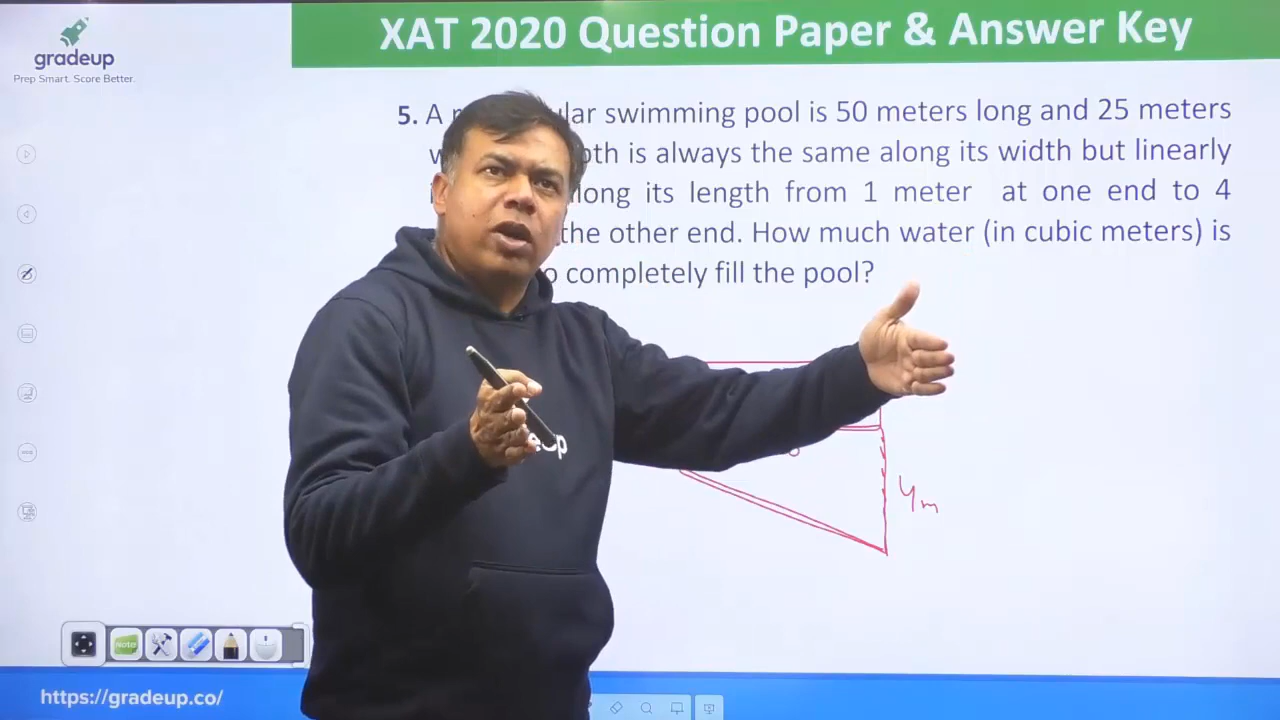 gradeup
Prep Smart. Score Better.
XAT 2020 Question Paper & Answer Key
5. A swimming pool is 50 meters long and 25 meters
is always the same along its width but linearly
its length from 1 meter at one end to 4
the other end. How much water (in cubic meters) is
completely fill the pool?
4m
Note
https://gradeup.co/